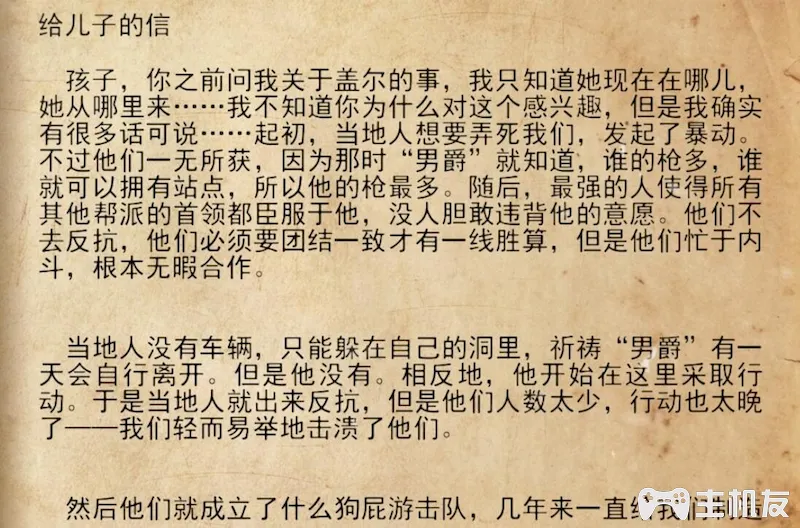 给儿子的信
孩子，你之前问我关于盖尔的事，我只知道她现在在哪儿，
她从哪里来……我不知道你为什么对这个感兴趣，但是我确实
有很多话可说……起初，当地人想要弄死我们，发起了暴动。
不过他们一无所获，因为那时“男爵”就知道，谁的枪多，谁
就可以拥有站点，所以他的枪最多。随后，最强的人使得所有
其他帮派的首领都臣服于他，没人胆敢违背他的意愿。他们不
去反抗，他们必须要团结一致才有一线胜算，但是他们忙于内
斗，根本无暇合作。
当地人没有车辆，只能躲在自己的洞里，祈祷“男爵”有一
天会自行离开。但是他没有。相反地，他开始在这里采取行
动。于是当地人就出来反抗，但是他们人数太少，行动也太晚
了——我们轻而易举地击溃了他们。
然后他们就成立了什么狗屁游击队，几年来一直给我们
主机友